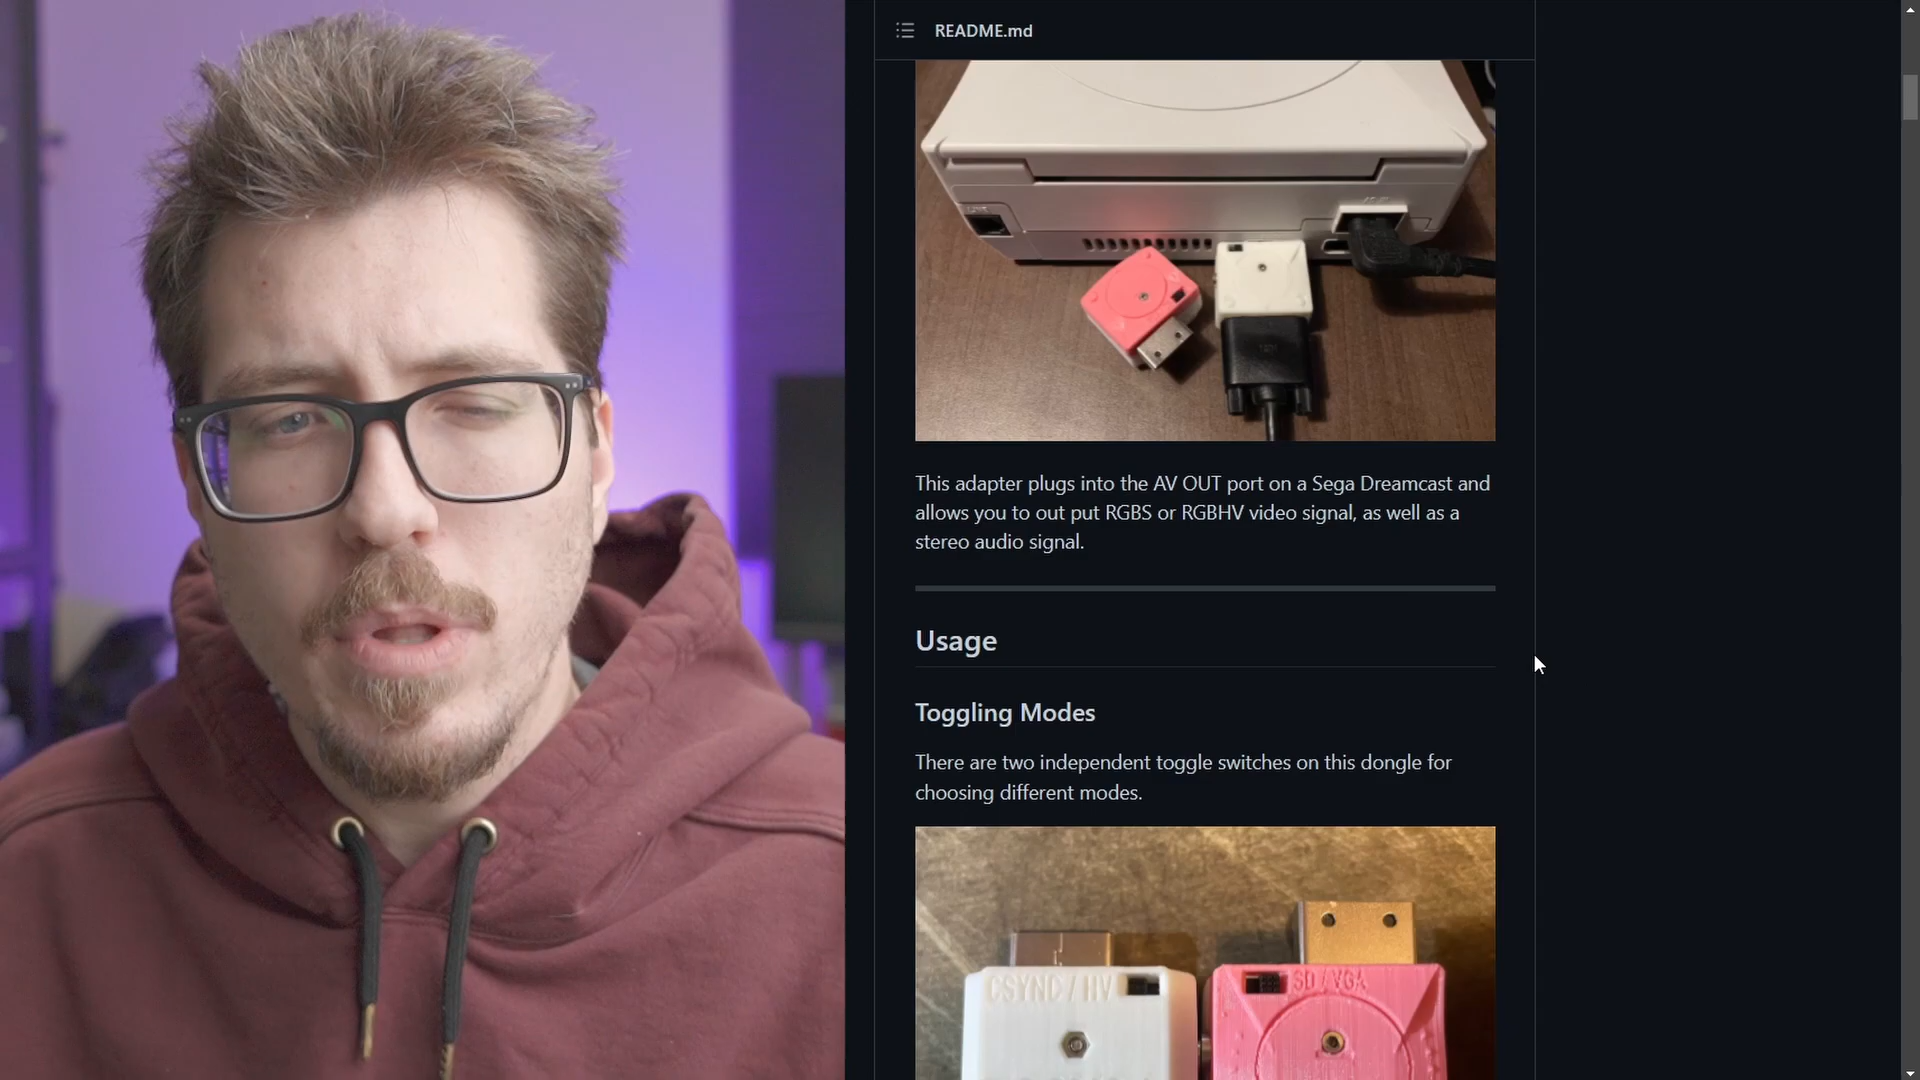 README.md
This adapter plugs into the AV OUT port on a Sega Dreamcast and
allows you to out put RGBS or RGBHV video signal, as well as a
stereo audio signal.
Usage
Toggling Modes
There are two independent toggle switches on this dongle for
choosing different modes.
CSYNC / HV
SD / VGA